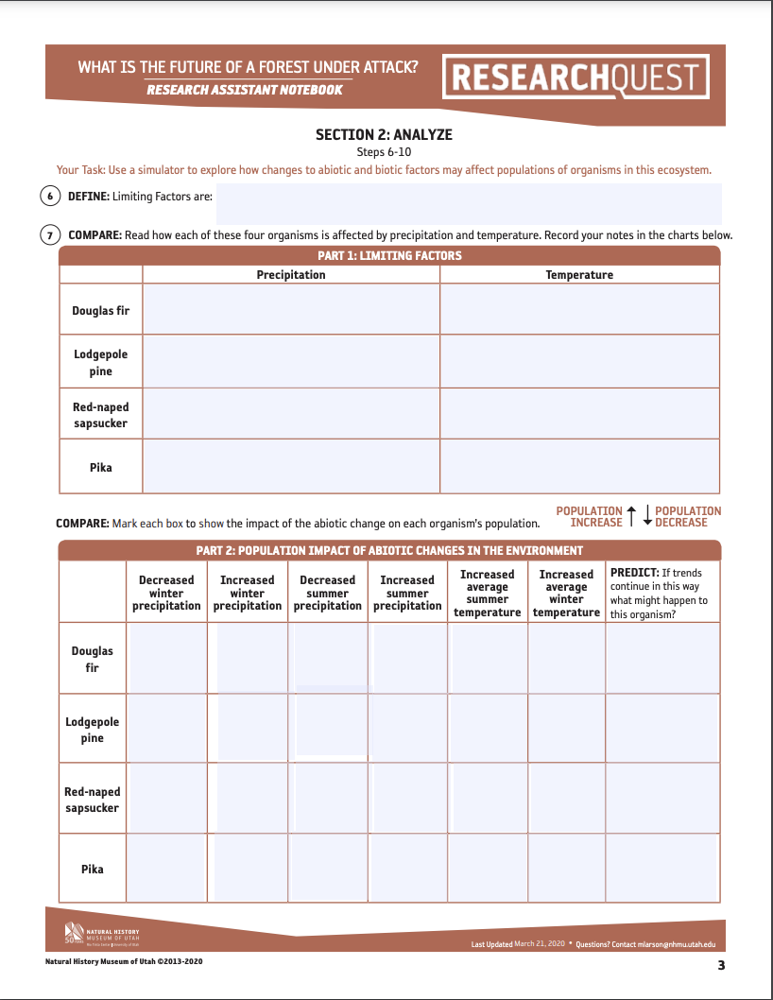 WHAT IS THE FUTURE OF A FOREST UNDER ATTACK?
RESEARCH ASSISTANT NOTEBOOK
RESEARCHQUEST
SECTION 2: ANALYZE
Steps 6-10
Your Task: Use a simulator to explore how changes to abiotic and biotic factors may affect populations of organisms in this ecosystem.
6 DEFINE: Limiting Factors are:
7 COMPARE: Read how each of these four organisms is affected by precipitation and temperature. Record your notes in the charts below.
PART 1: LIMITING FACTORS
Precipitation Temperature
Douglas fir
Lodgepole
pine
Red-naped
sapsucker
Pika
COMPARE: Mark each box to show the impact of the abiotic change on each organism's population.
POPULATION
INCREASE
POPULATION
DECREASE
PART 2: POPULATION IMPACT OF ABIOTIC CHANGES IN THE ENVIRONMENT
Decreased
winter
precipitation
Increased
winter
precipitation
Decreased
summer
precipitation
Increased
summer
precipitation
Increased
average
summer
temperature
Increased
average
winter
temperature
PREDICT: If trends
continue in this way
what might happen to
this organism?
Douglas
fir
Lodgepole
pine
Red-naped
sapsucker
Pika
50 YEARS
NATURAL HISTORY
MUSEUM OF UTAH
Rio Tinto Center | University of Utah
Last Updated March 21, 2020 * Questions? Contact mlarson@nhmu.utah.edu
Natural History Museum of Utah ©2013-2020
3